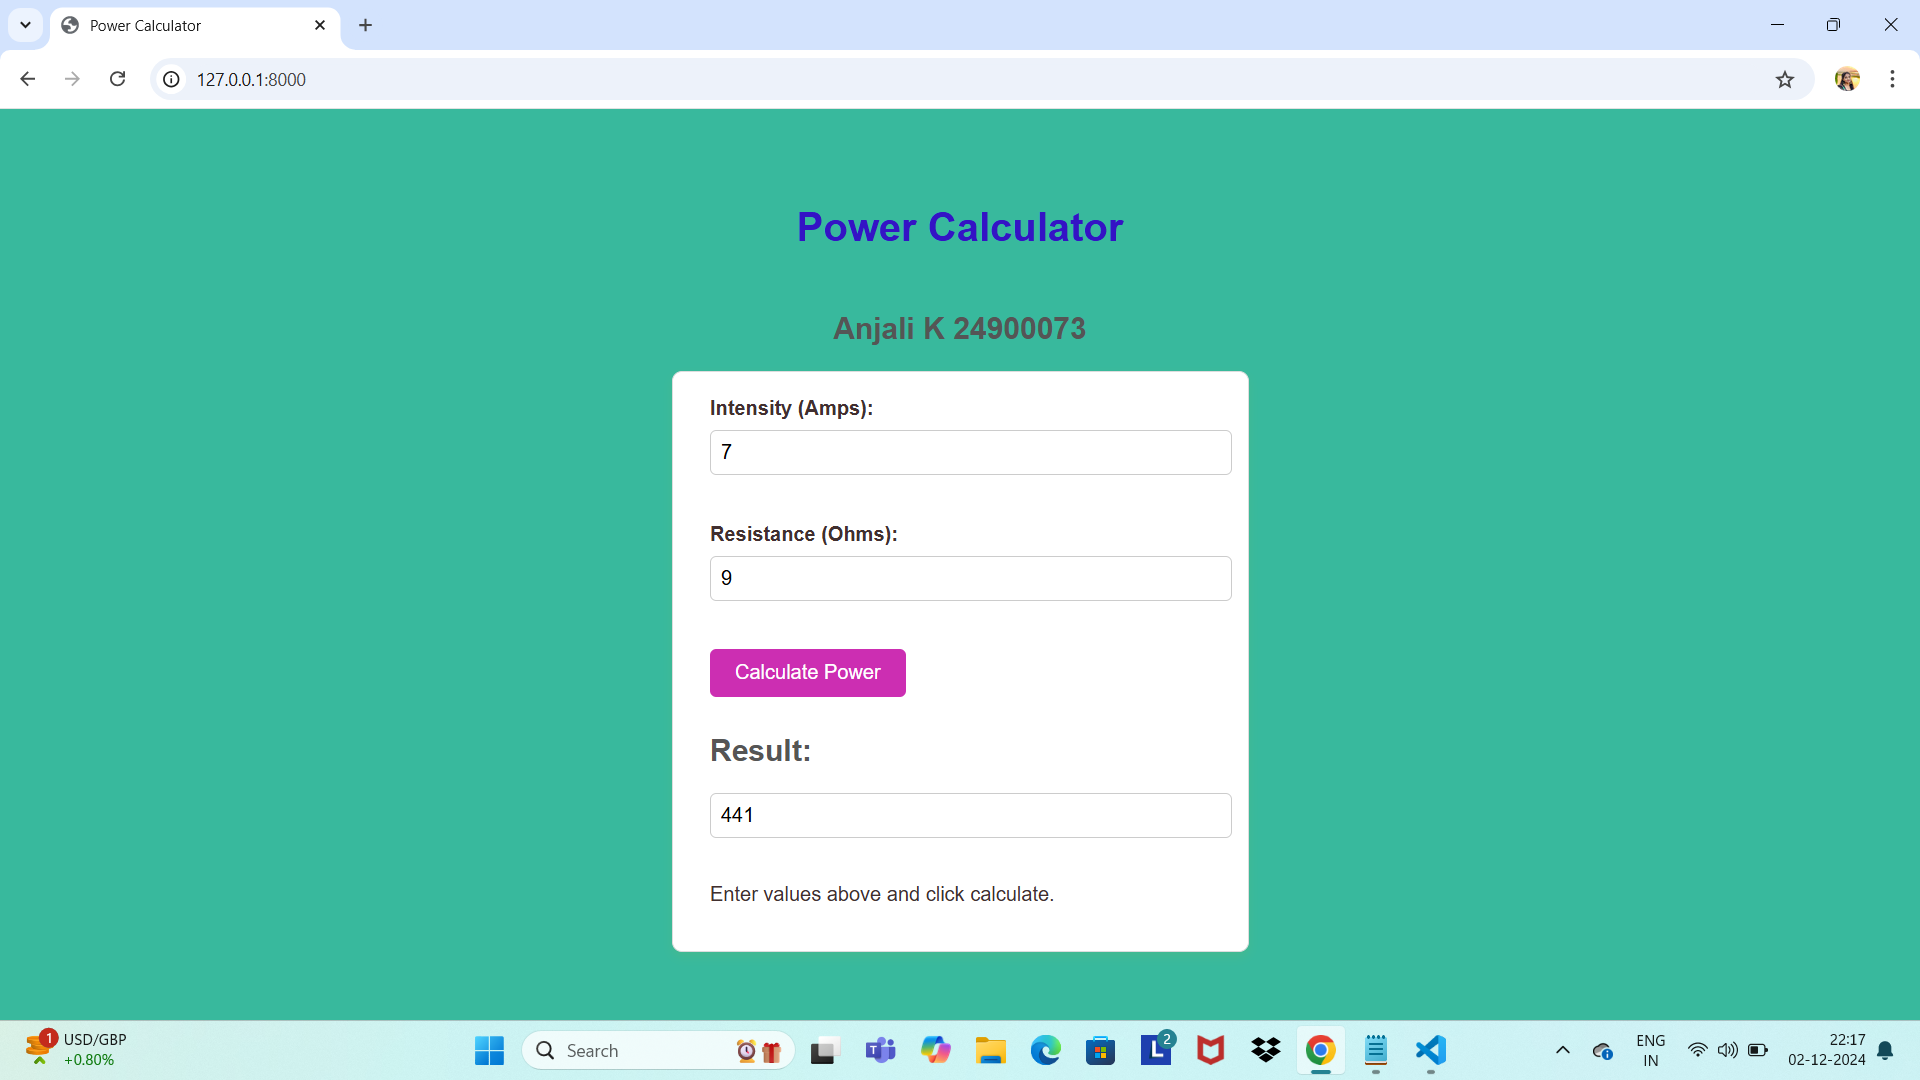 Power Calculator
127.0.0.1:8000
Power Calculator
Anjali K 24900073
Intensity (Amps):
7
Resistance (Ohms):
9
Calculate Power
Result:
441
Enter values above and click calculate.
1
USD/GBP
+0.80%
Search
T
L
2
ENG
IN
22:17
02-12-2024